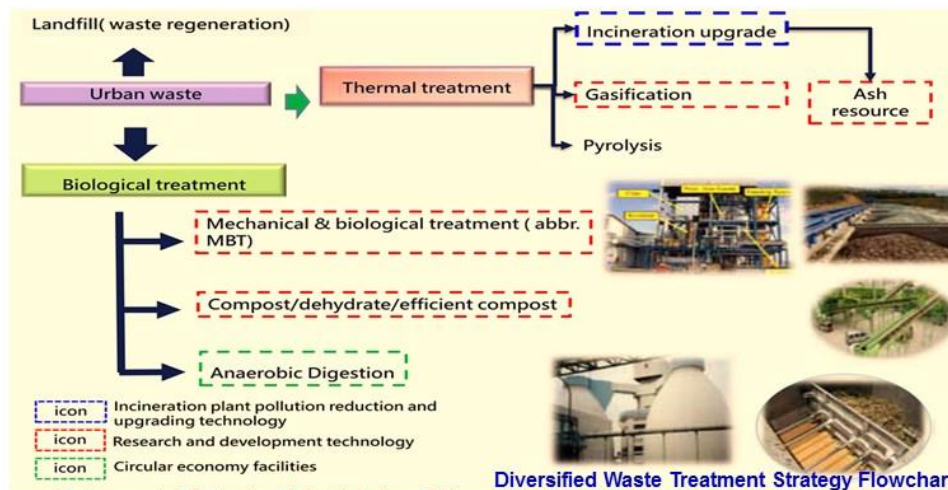 Landfill( waste regeneration)
Urban waste
Thermal treatment
Incineration upgrade
Gasification
Ash
resource
Pyrolysis
Biological treatment
Mechanical & biological treatment ( abbr.
MBT)
Compost/dehydrate/efficient compost
Anaerobic Digestion
icon Incineration plant pollution reduction and
upgrading technology
icon Research and development technology
icon Circular economy facilities
Diversified Waste Treatment Strategy Flowchar